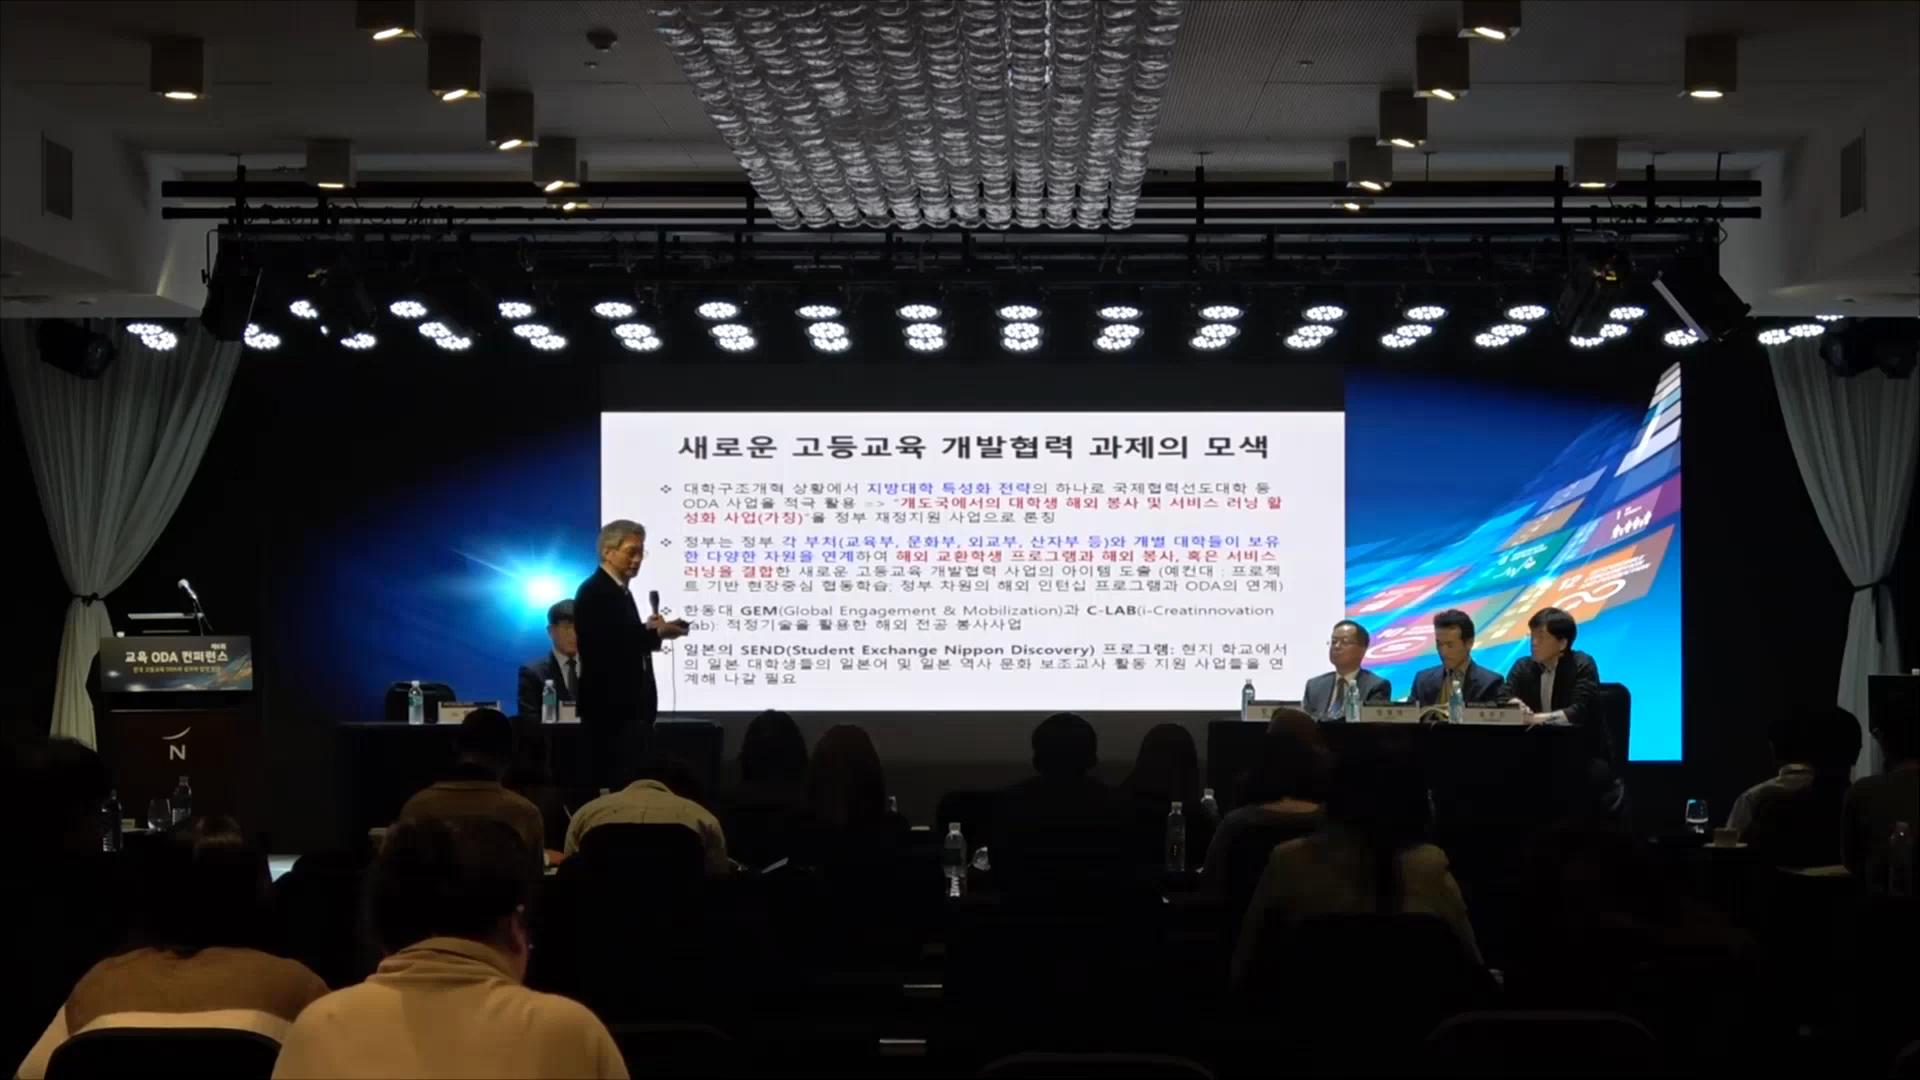 새로운 고등교육 개발협력 과제의 모색
❖ 대학구조개혁 상황에서 지방대학 특성화 전략의 하나로 국제협력선도대학 등
ODA 사업을 적극 활용 => "개도국에서의 대학생 해외 봉사 및 서비스 러닝 활
성화 사업(가칭)"을 정부 재정지원 사업으로 론칭
❖ 정부는 정부 각 부처(교육부, 문화부, 외교부, 산자부 등)와 개별 대학들이 보유
한 다양한 자원을 연계하여 해외 교환학생 프로그램과 해외 봉사, 혹은 서비스
러닝을 결합한 새로운 고등교육 개발협력 사업의 아이템 도출 (예컨대 : 프로젝
트 기반 현장중심 협동학습, 정부 차원의 해외 인턴십 프로그램과 ODA의 연계)
❖ 한동대 GEM(Global Engagement & Mobilization)과 C-LAB(i-Creatinnovation
Lab): 적정기술을 활용한 해외 전공 봉사사업
일본의 SEND(Student Exchange Nippon Discovery) 프로그램: 현지 학교에서
의 일본 대학생들의 일본어 및 일본 역사 문화 보조교사 활동 지원 사업들을 연
계해 나갈 필요
교육 ODA 컨퍼런스
N
1
12
10